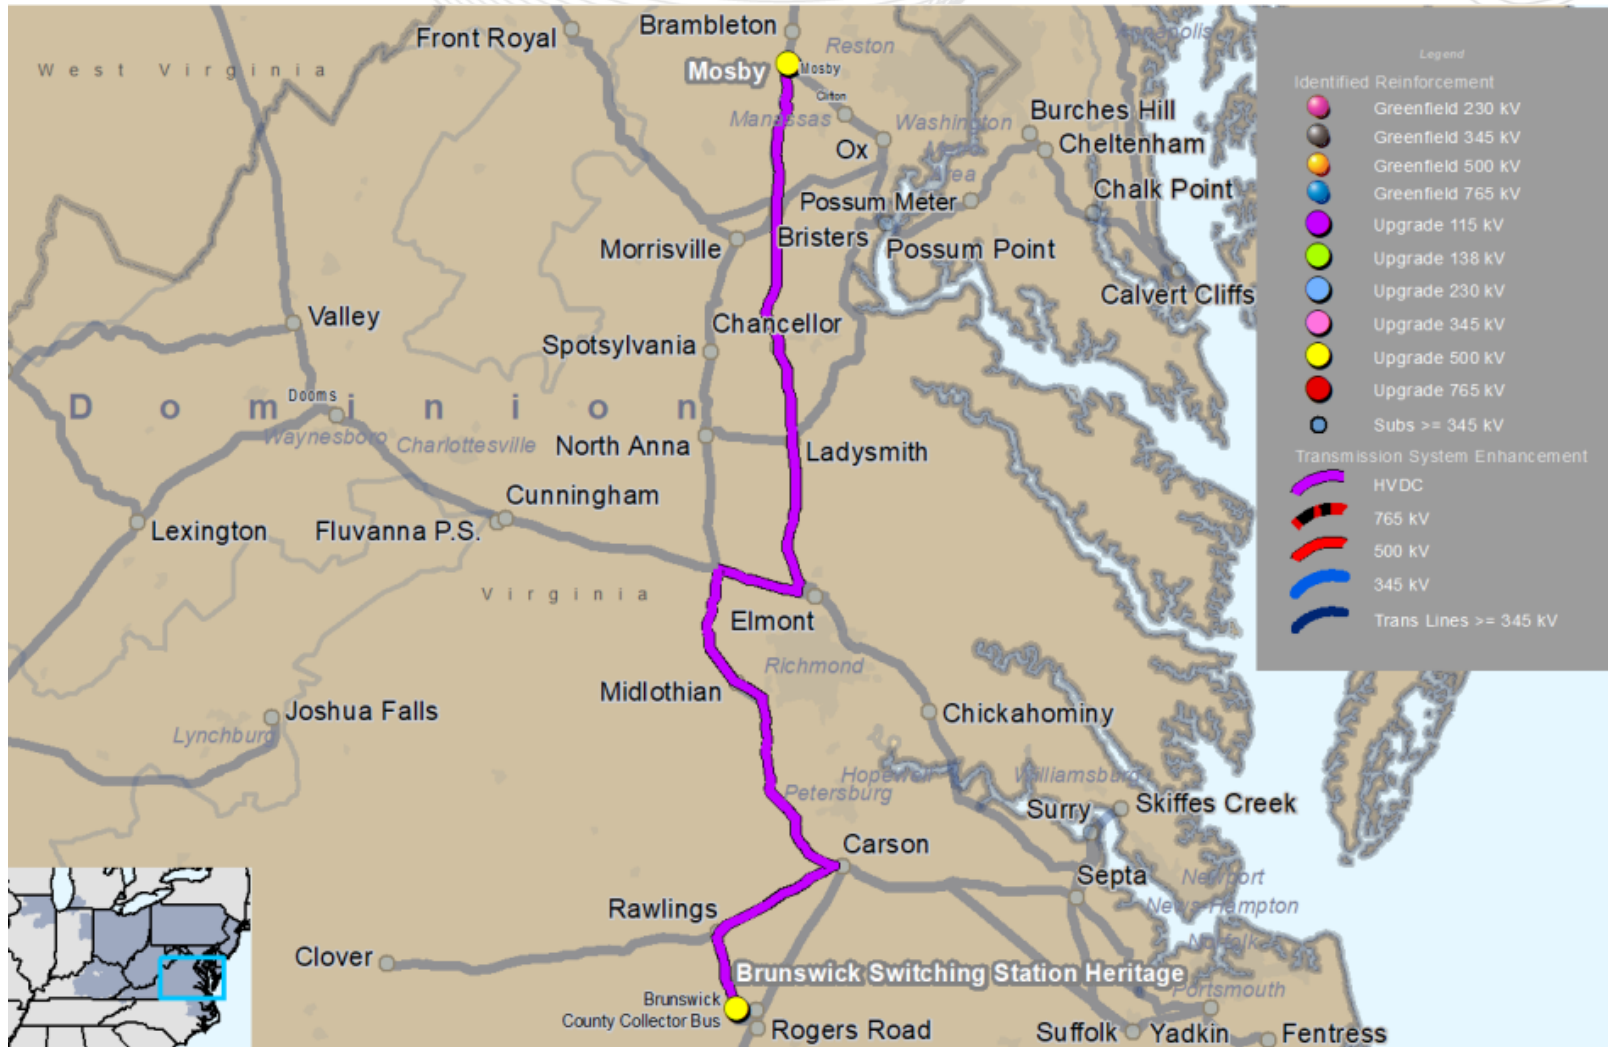 Front Royal
Brambleton
Reston
Annapolis
West Virginia
Mosby
Mosby
Clifton
Manassas
Washington
Area
Burches Hill
Ox
Cheltenham
Chalk Point
Possum Meter
Morrisville
Bristers
Possum Point
Calvert Cliffs
Valley
Chancellor
Spotsylvania
Dooms
Dominion
Waynesboro
Charlottesville
North Anna
Ladysmith
Cunningham
Lexington
Fluvanna P.S.
Virginia
Elmont
Richmond
Midlothian
Joshua Falls
Lynchburg
Chickahominy
Hopewell
Williamsburg
Petersburg
Surry
Skiffes Creek
Carson
Septa
Newport
News-Hampton
Norfolk
Rawlings
Clover
Brunswick Switching Station Heritage
Portsmouth
Brunswick
County Collector Bus
Rogers Road
Suffolk
Yadkin
Fentress
Legend
Identified Reinforcement
Greenfield 230 kV
Greenfield 345 kV
Greenfield 500 kV
Greenfield 765 kV
Upgrade 115 kV
Upgrade 138 kV
Upgrade 230 kV
Upgrade 345 kV
Upgrade 500 kV
Upgrade 765 kV
Subs >= 345 kV
Transmission System Enhancement
HVDC
765 kV
500 kV
345 kV
Trans Lines >= 345 kV